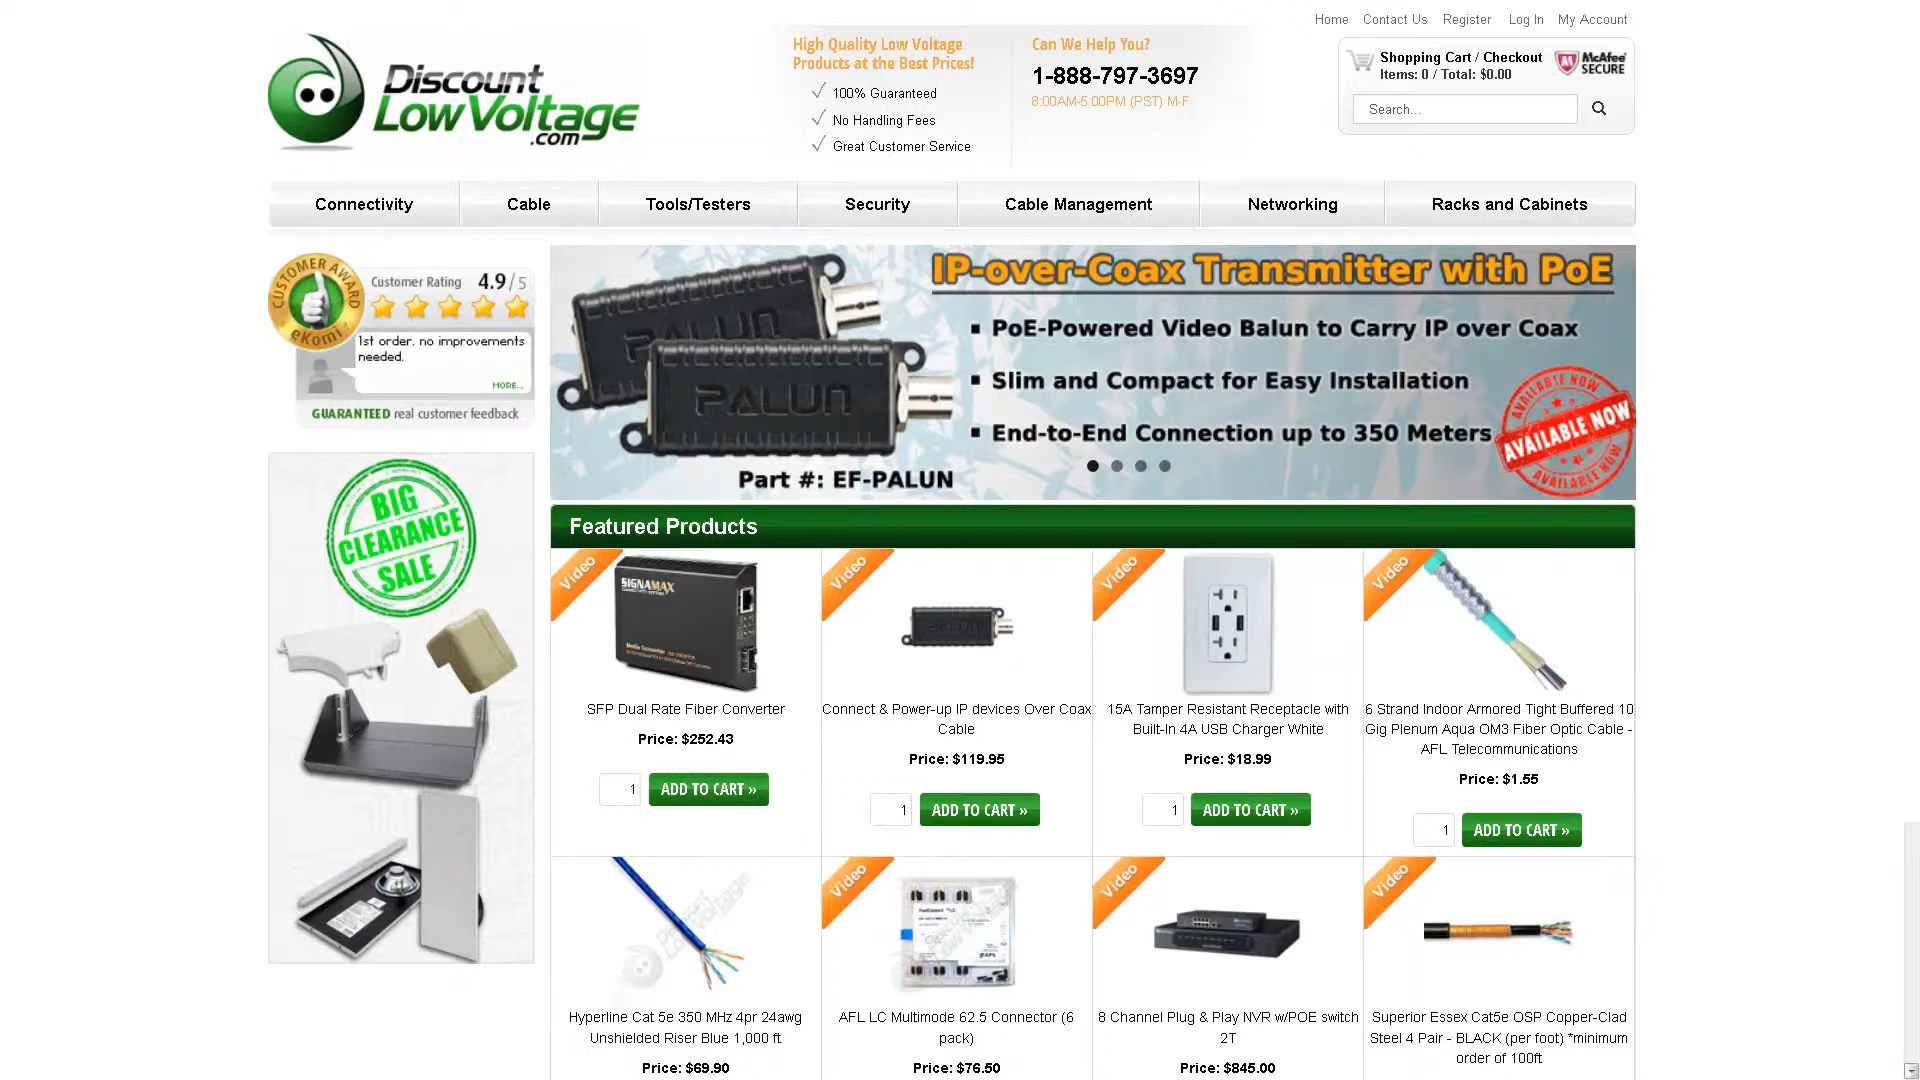 Home Contact Us Register Log In My Account
Discount
LowVoltage
.com
High Quality Low Voltage
Products at the Best Prices!
100% Guaranteed
No Handling Fees
Great Customer Service
Can We Help You?
1-888-797-3697
8:00AM-5:00PM (PST) M-F
Shopping Cart / Checkout
Items: 0 / Total: $0.00
McAfee
SECURE
Search...
Connectivity Cable Tools/Testers Security Cable Management Networking Racks and Cabinets
CUSTOMER AWARD
eKomi
Customer Rating 4.9 / 5
1st order. no improvements
needed.
MORE...
GUARANTEED real customer feedback
BIG
CLEARANCE
SALE
IP-over-Coax Transmitter with PoE
PoE-Powered Video Balun to Carry IP over Coax
Slim and Compact for Easy Installation
End-to-End Connection up to 350 Meters
PALUN
PALUN
Part #: EF-PALUN
AVAILABLE NOW
AVAILABLE NOW
AVAILABLE NOW
Featured Products
Video
SIGNAMAX
Media Converter
SFP Dual Rate Fiber Converter
Price: $252.43
1 ADD TO CART »
Video
PALUN
Connect & Power-up IP devices Over Coax
Cable
Price: $119.95
1 ADD TO CART »
Video
15A Tamper Resistant Receptacle with
Built-In 4A USB Charger White
Price: $18.99
1 ADD TO CART »
Video
6 Strand Indoor Armored Tight Buffered 10
Gig Plenum Aqua OM3 Fiber Optic Cable -
AFL Telecommunications
Price: $1.55
1 ADD TO CART »
Discount
LowVoltage
Hyperline Cat 5e 350 MHz 4pr 24awg
Unshielded Riser Blue 1,000 ft
Price: $69.90
Video
AFL
AFL LC Multimode 62.5 Connector (6
pack)
Price: $76.50
Video
8 Channel Plug & Play NVR w/POE switch
2T
Price: $845.00
Video
Superior Essex Cat5e OSP Copper-Clad
Steel 4 Pair - BLACK (per foot) *minimum
order of 100ft